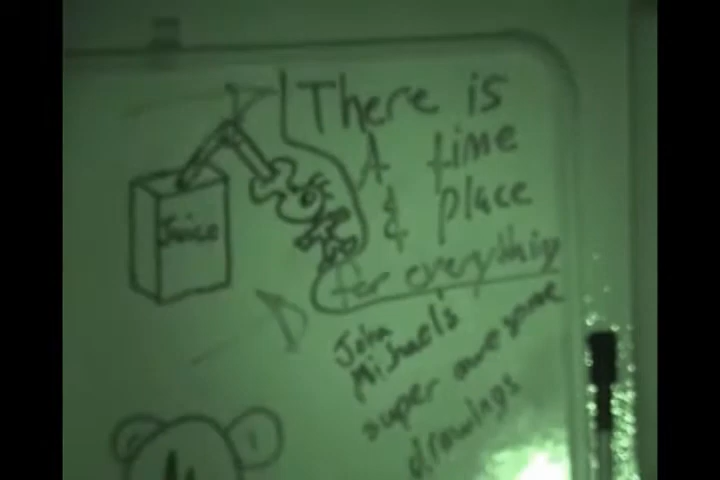 There is
A time
& place
for everything
Juice
John
Michael's
super awesome
drawings